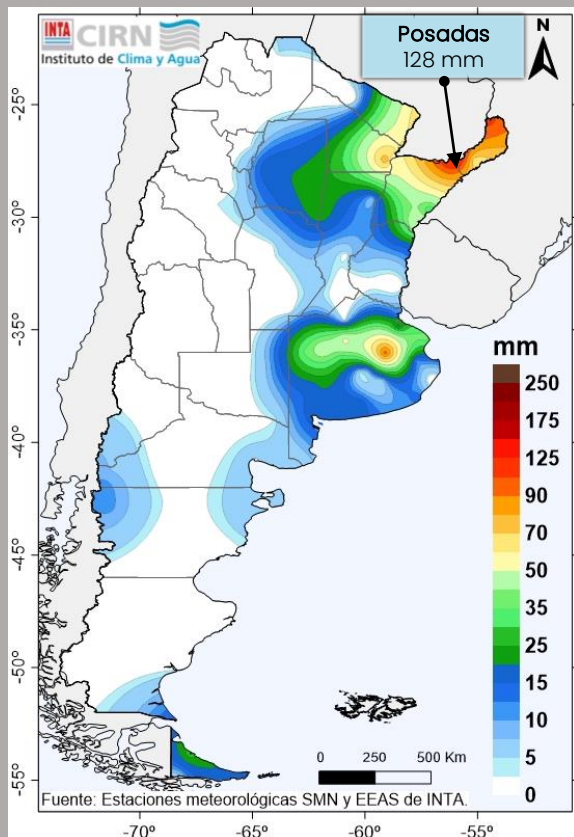 INTA CIRN
Instituto de Clima y Agua
Posadas
128 mm
N
-25°
-30°
-35°
-40°
-45°
-50°
-55°
mm
250
175
125
90
70
50
35
25
15
10
5
0
0 250 500 Km
Fuente: Estaciones meteorológicas SMN y EEAS de INTA.
-70° -65° -60° -55°